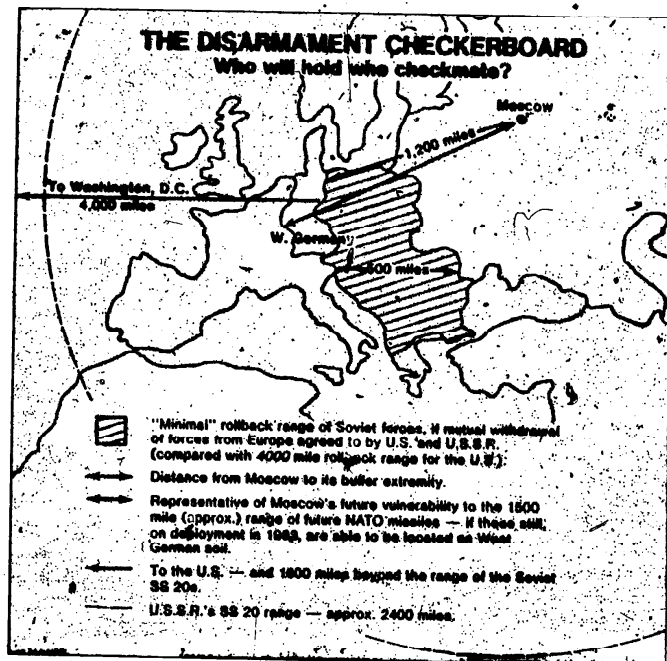 THE DISARMAMENT CHECKERBOARD
Who will hold who checkmate?
Moscow
1,200 miles
To Washington, D.C.
4,000 miles
W. Germany
500 miles
"Minimal" rollback range of Soviet forces, if mutual withdrawal
of forces from Europe agreed to by U.S. and U.S.S.R.
(compared with 4000 mile rollback range for the U.S.):
Distance from Moscow to its buffer extremity.
Representative of Moscow's future vulnerability to the 1500
mile (approx.) range of future NATO missiles — if these still,
on deployment in are able to be located on West
German soil.
To the U.S. — and 1600 miles beyond the range of the Soviet
SS 20s.
U.S.S.R.'s SS 20 range — approx. 2400 miles.